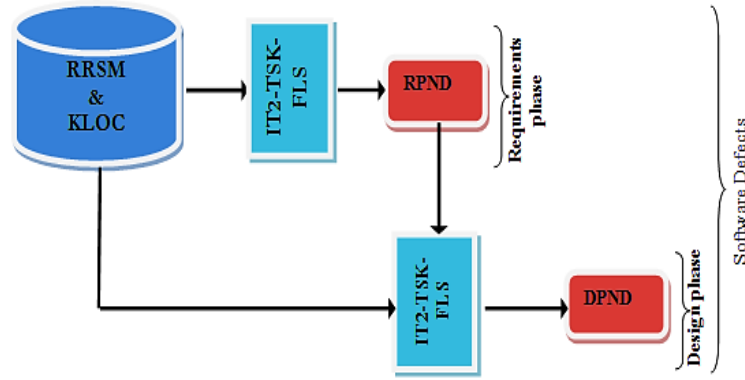 RRSM
&
KLOC
IT2-TSK-
FLS
RPND
Requirements
phase
IT2-TSK-
FLS
DPND
Design phase
Software Defects